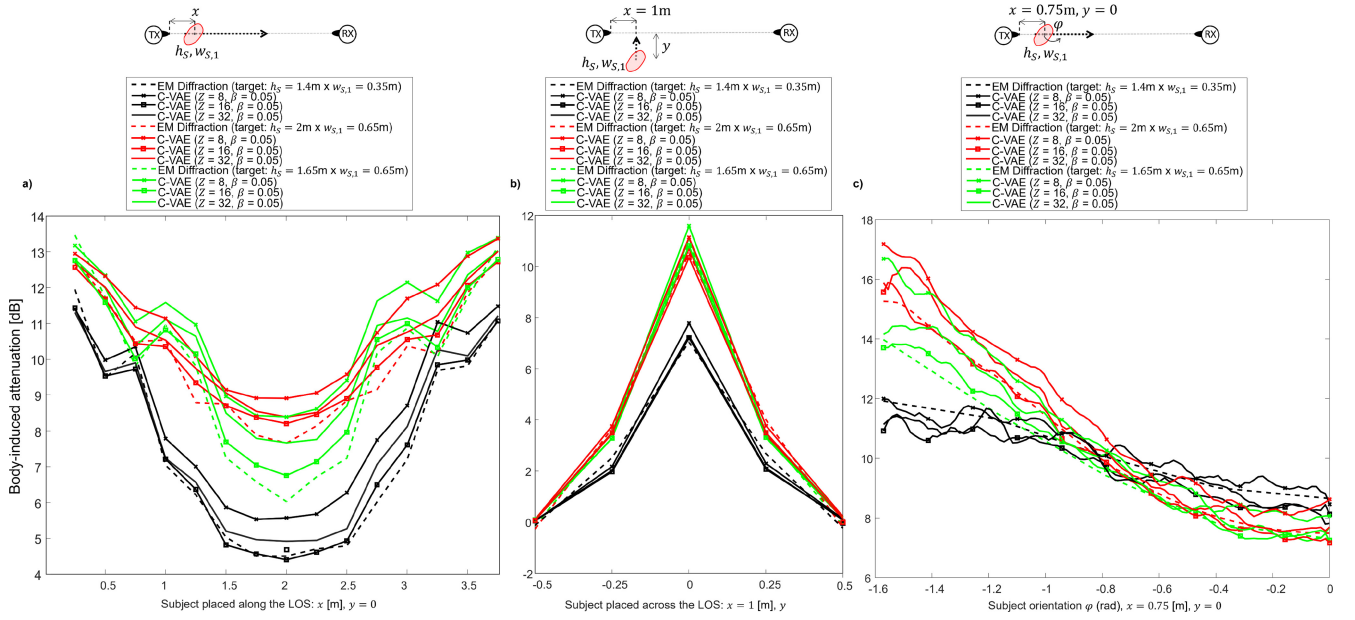 x
TX
RX
h_S, w_{S,1}
x = 1m
TX
RX
y
h_S, w_{S,1}
x = 0.75m, y = 0
TX
φ
RX
h_S, w_{S,1}
EM Diffraction (target: h_S = 1.4m x w_{S,1} = 0.35m)
C-VAE (Z = 8, β = 0.05)
C-VAE (Z = 16, β = 0.05)
C-VAE (Z = 32, β = 0.05)
EM Diffraction (target: h_S = 2m x w_{S,1} = 0.65m)
C-VAE (Z = 8, β = 0.05)
C-VAE (Z = 16, β = 0.05)
C-VAE (Z = 32, β = 0.05)
EM Diffraction (target: h_S = 1.65m x w_{S,1} = 0.65m)
C-VAE (Z = 8, β = 0.05)
C-VAE (Z = 16, β = 0.05)
C-VAE (Z = 32, β = 0.05)
EM Diffraction (target: h_S = 1.4m x w_{S,1} = 0.35m)
C-VAE (Z = 8, β = 0.05)
C-VAE (Z = 16, β = 0.05)
C-VAE (Z = 32, β = 0.05)
EM Diffraction (target: h_S = 2m x w_{S,1} = 0.65m)
C-VAE (Z = 8, β = 0.05)
C-VAE (Z = 16, β = 0.05)
C-VAE (Z = 32, β = 0.05)
EM Diffraction (target: h_S = 1.65m x w_{S,1} = 0.65m)
C-VAE (Z = 8, β = 0.05)
C-VAE (Z = 16, β = 0.05)
C-VAE (Z = 32, β = 0.05)
EM Diffraction (target: h_S = 1.4m x w_{S,1} = 0.35m)
C-VAE (Z = 8, β = 0.05)
C-VAE (Z = 16, β = 0.05)
C-VAE (Z = 32, β = 0.05)
EM Diffraction (target: h_S = 2m x w_{S,1} = 0.65m)
C-VAE (Z = 8, β = 0.05)
C-VAE (Z = 16, β = 0.05)
C-VAE (Z = 32, β = 0.05)
EM Diffraction (target: h_S = 1.65m x w_{S,1} = 0.65m)
C-VAE (Z = 8, β = 0.05)
C-VAE (Z = 16, β = 0.05)
C-VAE (Z = 32, β = 0.05)
a)
Body-induced attenuation [dB]
14
13
12
11
10
9
8
7
6
5
4
0.5 1 1.5 2 2.5 3 3.5
Subject placed along the LOS: x [m], y = 0
b)
12
10
8
6
4
2
0
-0.5 -0.25 0 0.25 0.5
Subject placed across the LOS: x = 1 [m], y
c)
18
16
14
12
10
8
6
-1.6 -1.4 -1.2 -1 -0.8 -0.6 -0.4 -0.2 0
Subject orientation φ (rad), x = 0.75 [m], y = 0